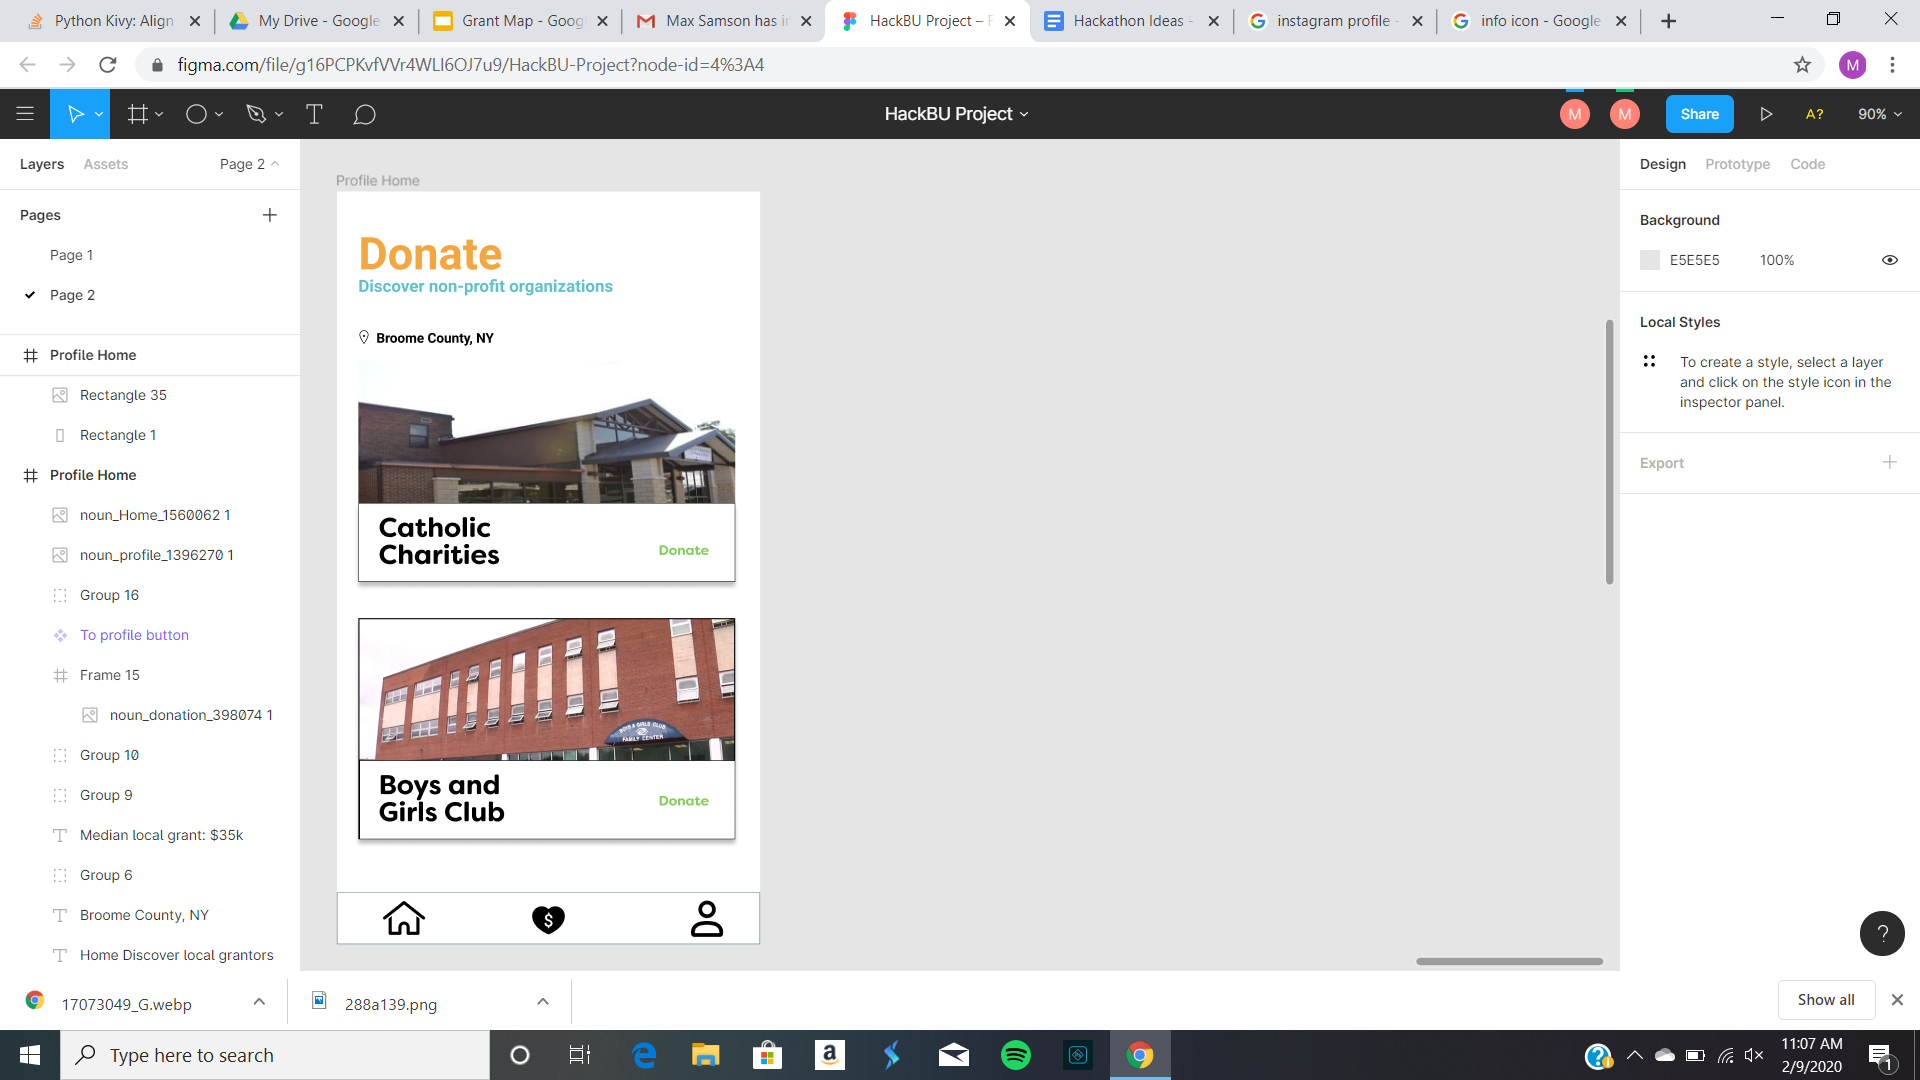 Python Kivy: Align
My Drive - Google
Grant Map - Goog
Max Samson has in
HackBU Project – F
Hackathon Ideas -
instagram profile -
info icon - Google
figma.com/file/g16PCPKvfVVr4WLI6OJ7u9/HackBU-Project?node-id=4%3A4
M
HackBU Project
M
M
Share
A?
90%
Layers
Assets
Page 2
Pages
Page 1
Page 2
Profile Home
Rectangle 35
Rectangle 1
Profile Home
noun_Home_1560062 1
noun_profile_1396270 1
Group 16
To profile button
Frame 15
noun_donation_398074 1
Group 10
Group 9
Median local grant: $35k
Group 6
Broome County, NY
Home Discover local grantors
Profile Home
Donate
Discover non-profit organizations
Broome County, NY
Catholic
Charities
Donate
BOYS & GIRLS CLUB
FAMILY CENTER
Boys and
Girls Club
Donate
$
Design
Prototype
Code
Background
E5E5E5
100%
Local Styles
To create a style, select a layer
and click on the style icon in the
inspector panel.
Export
?
17073049_G.webp
288a139.png
Show all
Type here to search
11:07 AM
2/9/2020
1